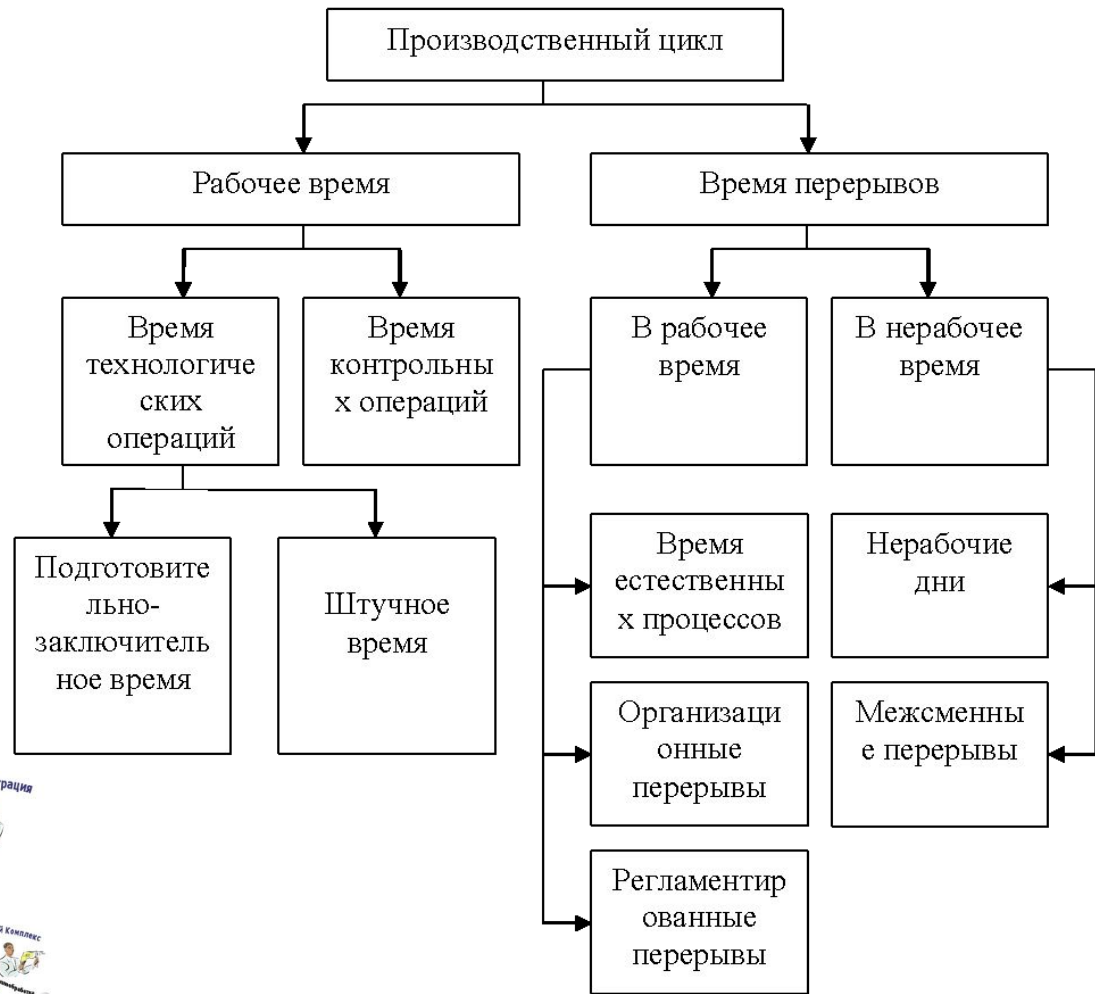 Производственный цикл
Рабочее время
Время перерывов
Время
технологиче
ских
операций
Время
контрольны
х операций
В рабочее
время
В нерабочее
время
Подготовите
льно-
заключитель
ное время
Штучное
время
Время
естественны
х процессов
Нерабочие
дни
Организаци
онные
перерывы
Межсменны
е перерывы
Регламентир
ованные
перерывы
Комплекс